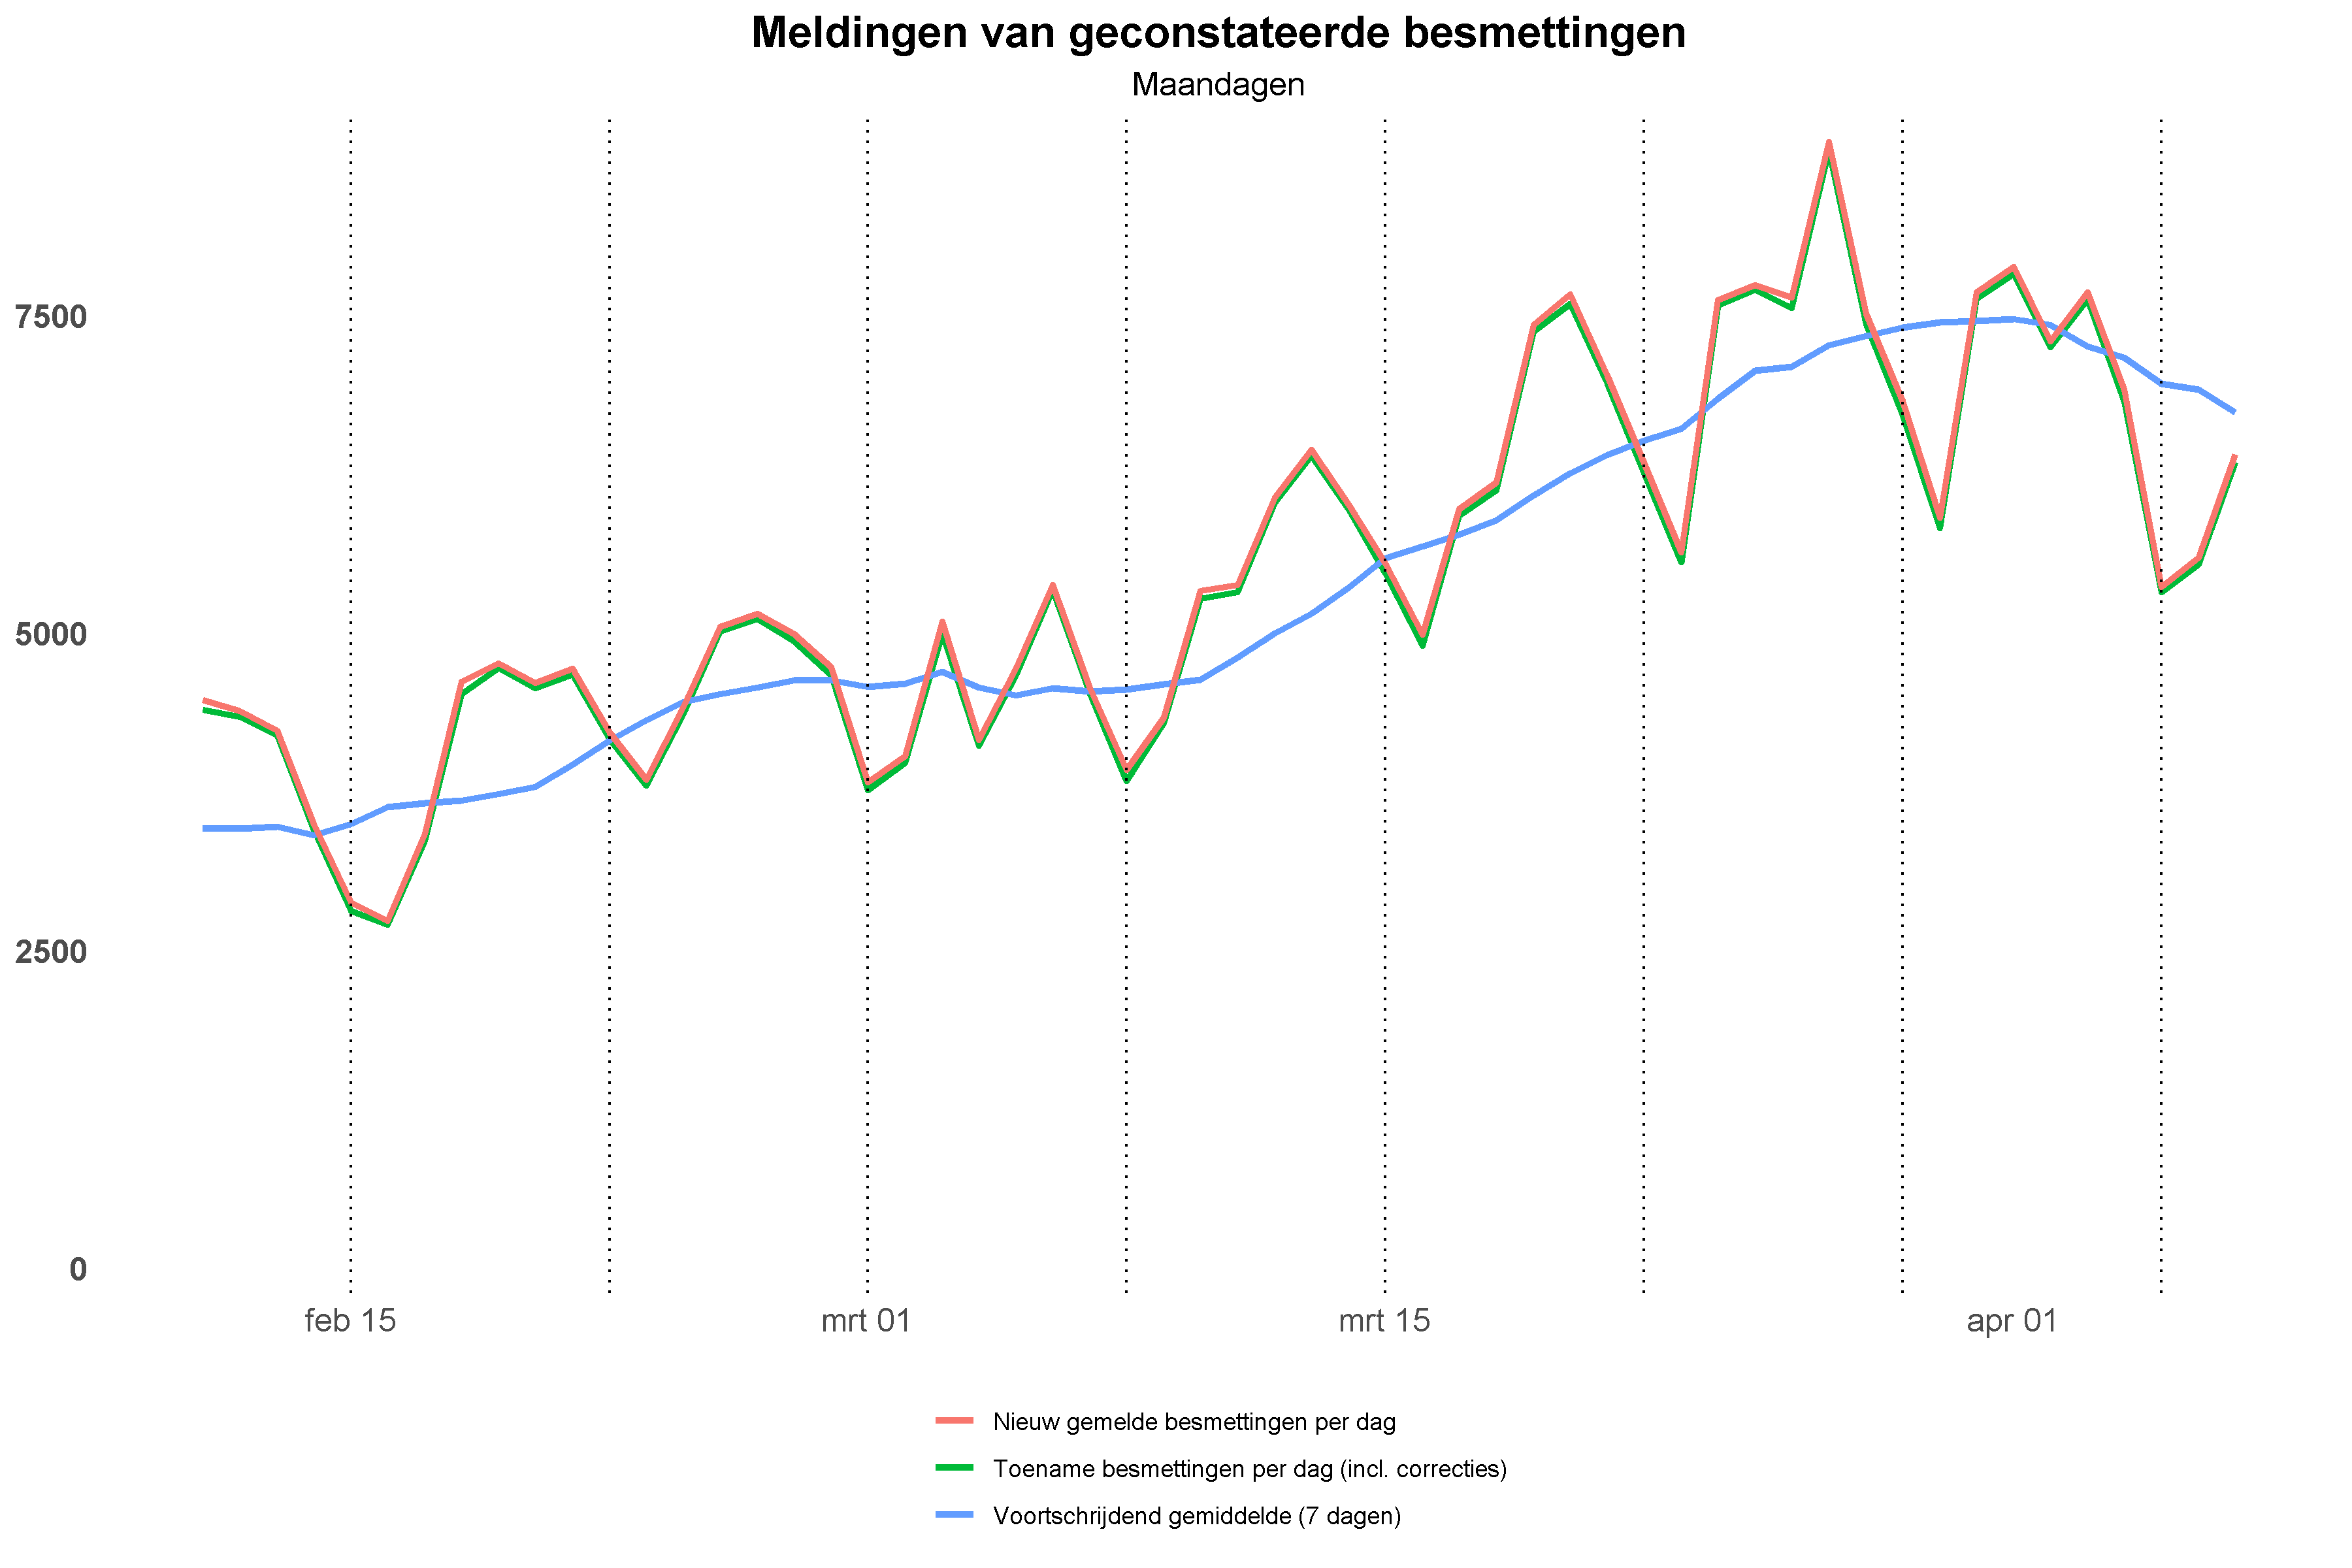 Meldingen van geconstateerde besmettingen
Maandagen
7500
5000
2500
0
feb 15
mrt 01
mrt 15
apr 01
Nieuw gemelde besmettingen per dag
Toename besmettingen per dag (incl. correcties)
Voortschrijdend gemiddelde (7 dagen)